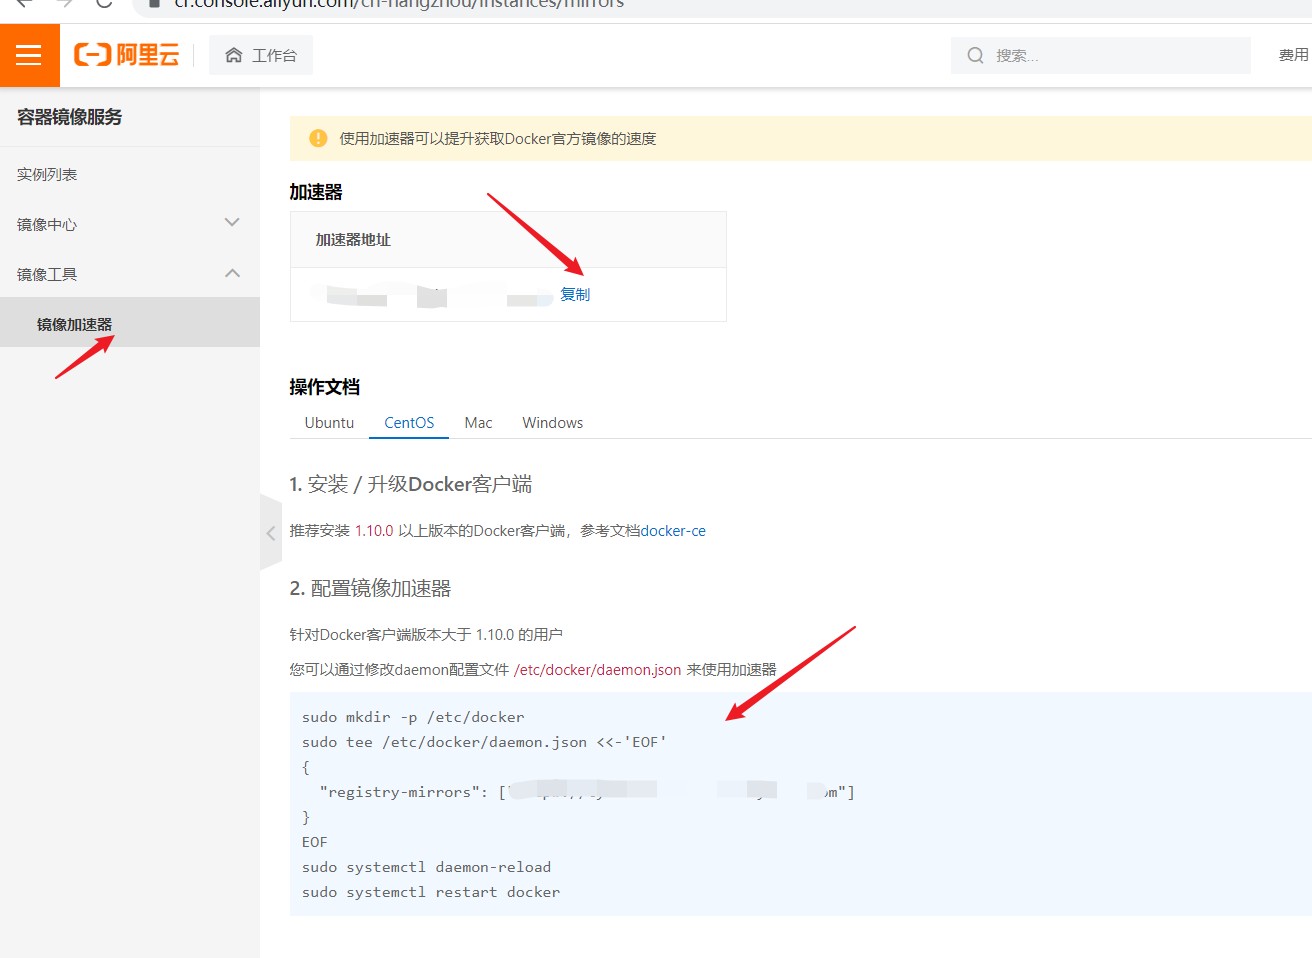 cr.console.aliyun.com/cn-hangzhou/instances/mirrors
阿里云
工作台
搜索...
费用
容器镜像服务
实例列表
镜像中心
镜像工具
镜像加速器
使用加速器可以提升获取Docker官方镜像的速度
加速器
加速器地址
复制
操作文档
Ubuntu CentOS Mac Windows
1. 安装 / 升级Docker客户端
推荐安装 1.10.0 以上版本的Docker客户端，参考文档docker-ce
2. 配置镜像加速器
针对Docker客户端版本大于 1.10.0 的用户
您可以通过修改daemon配置文件 /etc/docker/daemon.json 来使用加速器
sudo mkdir -p /etc/docker
sudo tee /etc/docker/daemon.json <<-'EOF'
{
"registry-mirrors": [ om"]
}
EOF
sudo systemctl daemon-reload
sudo systemctl restart docker